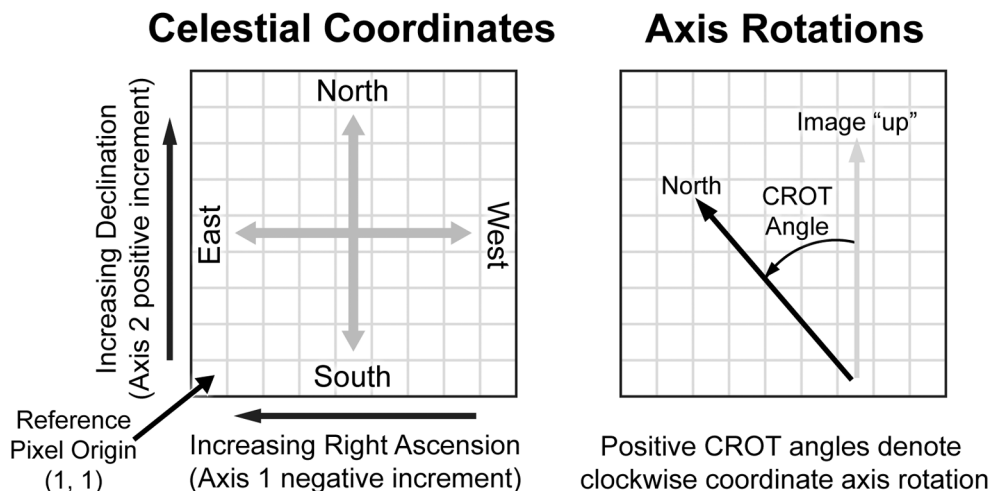 Celestial Coordinates
North
East
West
South
Increasing Declination
(Axis 2 positive increment)
Reference
Pixel Origin
(1, 1)
Increasing Right Ascension
(Axis 1 negative increment)
Axis Rotations
Image “up”
North
CROT
Angle
Positive CROT angles denote
clockwise coordinate axis rotation